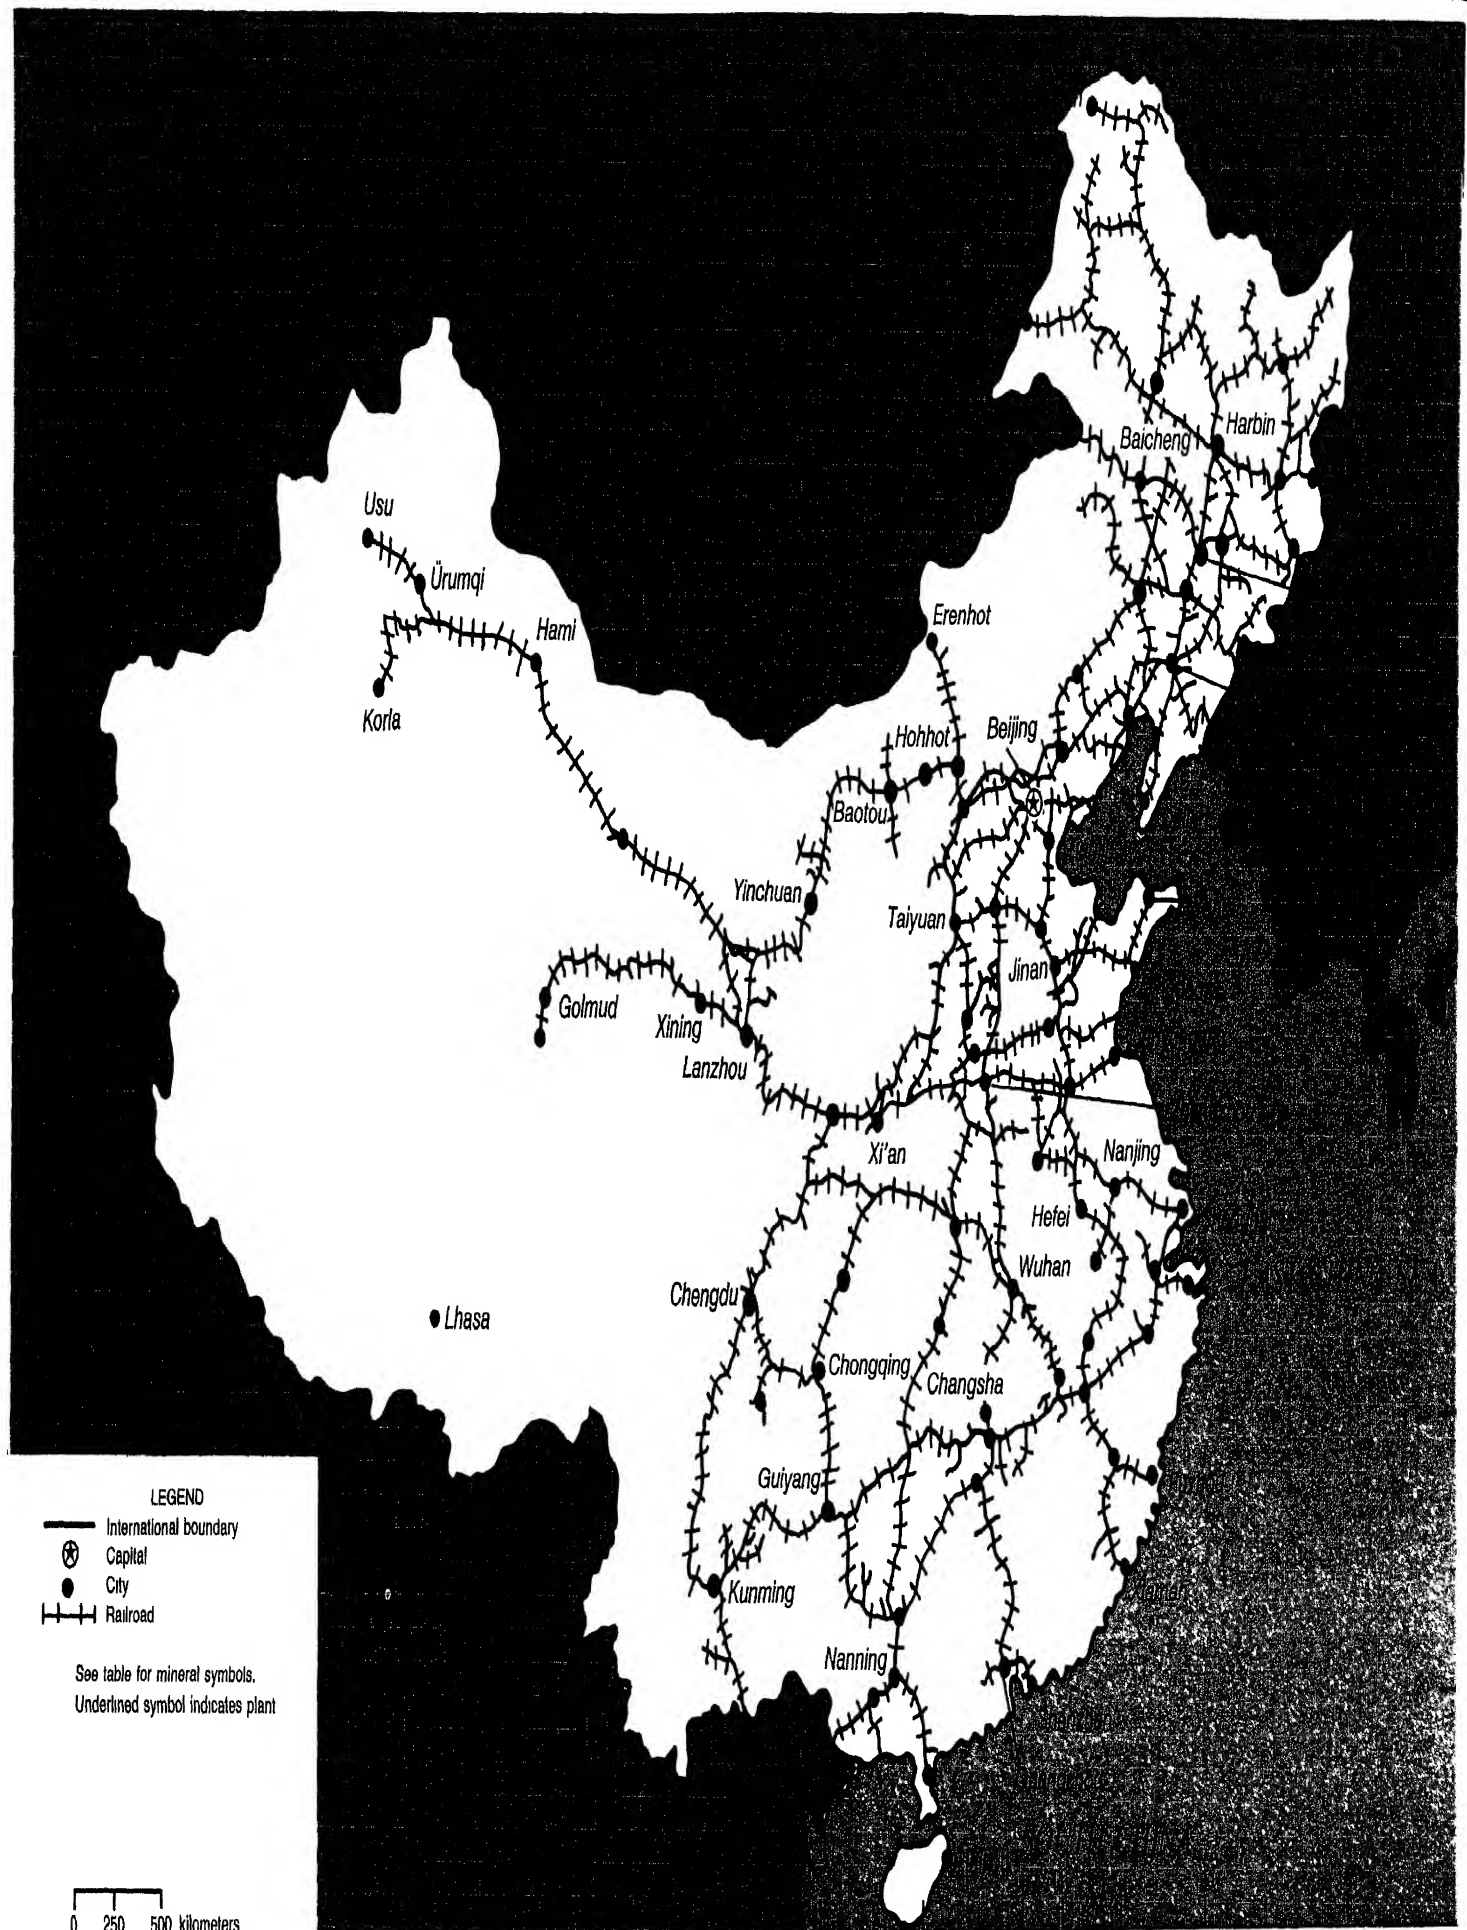 Harbin
Baicheng
Usu
Ürumqi
Erenhot
Hami
Korla
Hohhot
Beijing
Baotou
Yinchuan
Taiyuan
Jinan
Golmud
Xining
Lanzhou
Xi'an
Nanjing
Hefei
Wuhan
Chengdu
Lhasa
Chongqing
Changsha
Guiyang
Kunming
Nanning
LEGEND
International boundary
Capital
City
Railroad
See table for mineral symbols.
Underlined symbol indicates plant
0 250 500 kilometers